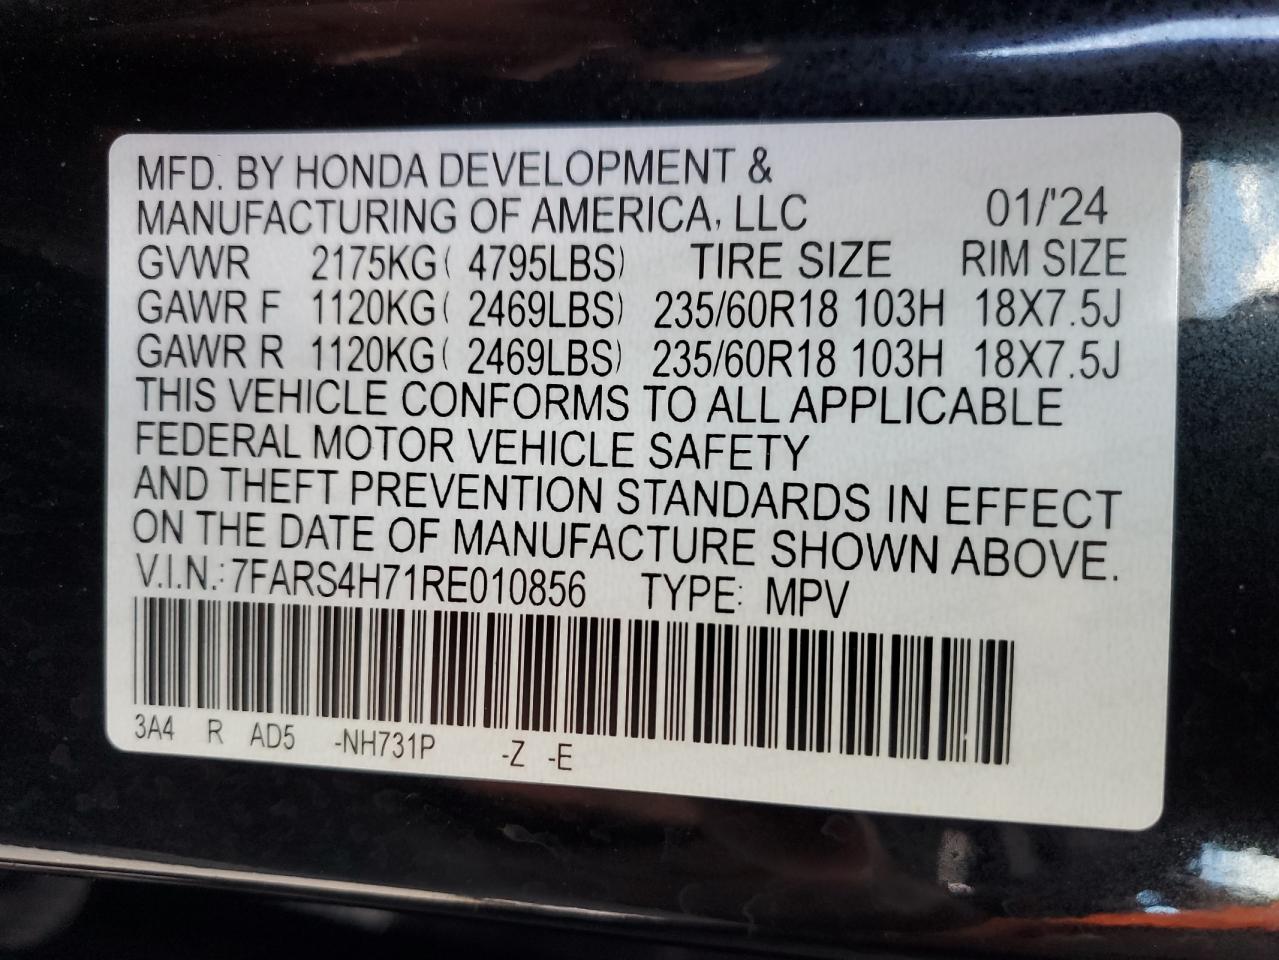 MFD. BY HONDA DEVELOPMENT &
MANUFACTURING OF AMERICA, LLC 01/'24
GVWR 2175KG( 4795LBS) TIRE SIZE RIM SIZE
GAWR F 1120KG( 2469LBS) 235/60R18 103H 18X7.5J
GAWR R 1120KG( 2469LBS) 235/60R18 103H 18X7.5J
THIS VEHICLE CONFORMS TO ALL APPLICABLE
FEDERAL MOTOR VEHICLE SAFETY
AND THEFT PREVENTION STANDARDS IN EFFECT
ON THE DATE OF MANUFACTURE SHOWN ABOVE.
V.I.N.: 7FARS4H71RE010856 TYPE: MPV
3A4 R AD5 -NH731P -Z -E